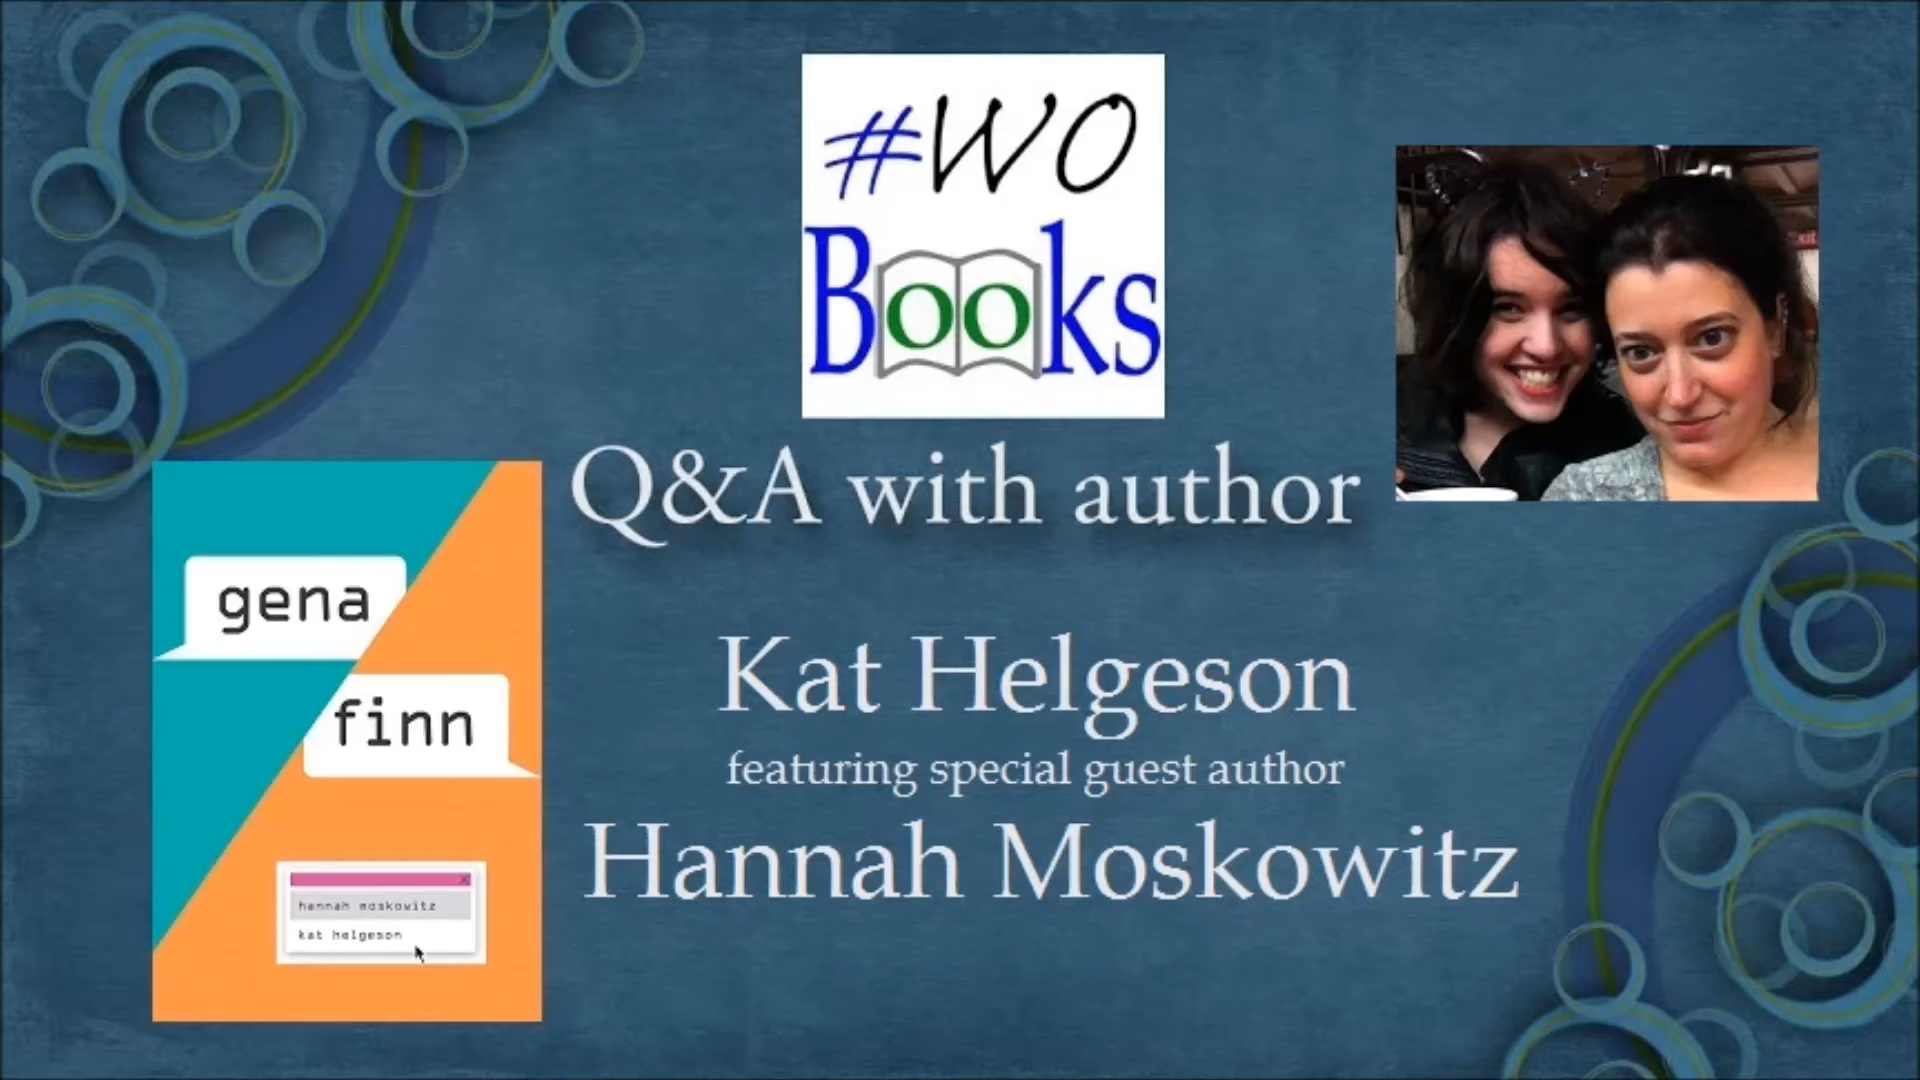 #WO
Books
Q&A with author
Kat Helgeson
featuring special guest author
Hannah Moskowitz
gena
finn
hannah moskowitz
kat helgeson